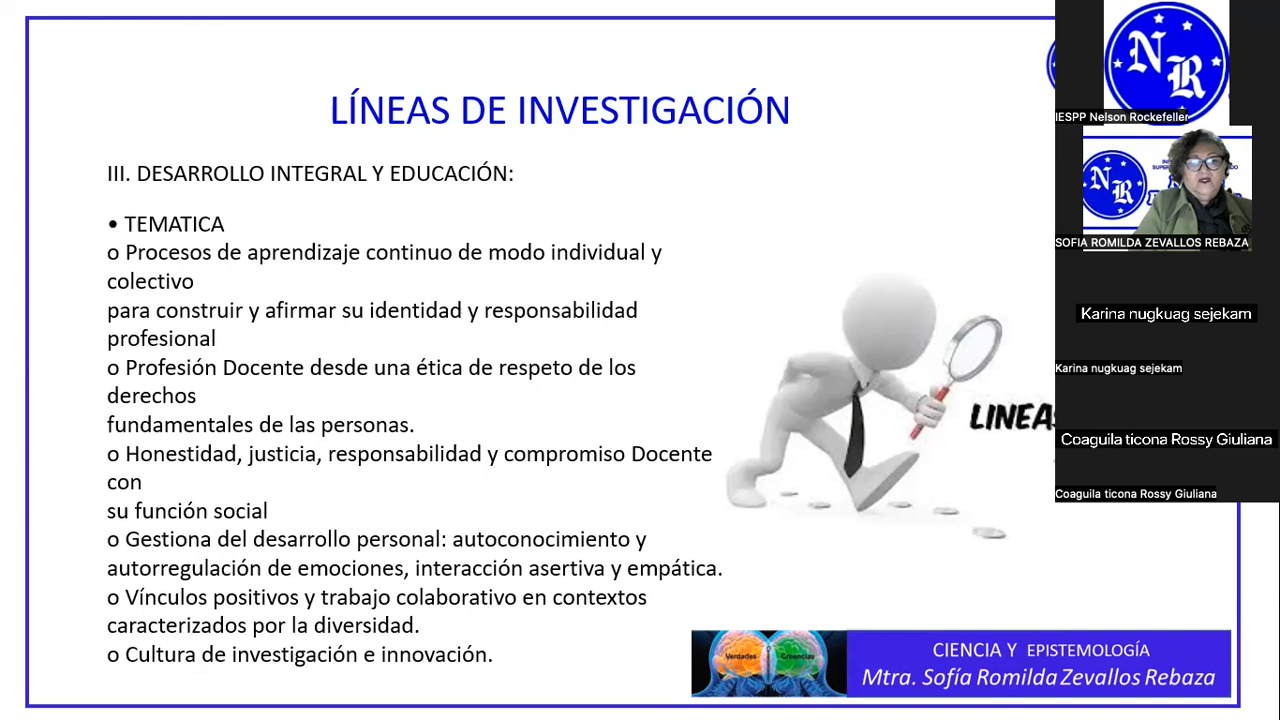 LÍNEAS DE INVESTIGACIÓN
III. DESARROLLO INTEGRAL Y EDUCACIÓN:
• TEMATICA
o Procesos de aprendizaje continuo de modo individual y
colectivo
para construir y afirmar su identidad y responsabilidad
profesional
o Profesión Docente desde una ética de respeto de los
derechos
fundamentales de las personas.
o Honestidad, justicia, responsabilidad y compromiso Docente
con
su función social
o Gestiona del desarrollo personal: autoconocimiento y
autorregulación de emociones, interacción asertiva y empática.
o Vínculos positivos y trabajo colaborativo en contextos
caracterizados por la diversidad.
o Cultura de investigación e innovación.
LINEAS
Verdades
Creencias
CIENCIA Y EPISTEMOLOGÍA
Mtra. Sofía Romilda Zevallos Rebaza
N R
IESPP Nelson Rockefeller
N R
SOFIA ROMILDA ZEVALLOS REBAZA
Karina nugkuag sejekam
Karina nugkuag sejekam
Coaguila ticona Rossy Giuliana
Coaguila ticona Rossy Giuliana